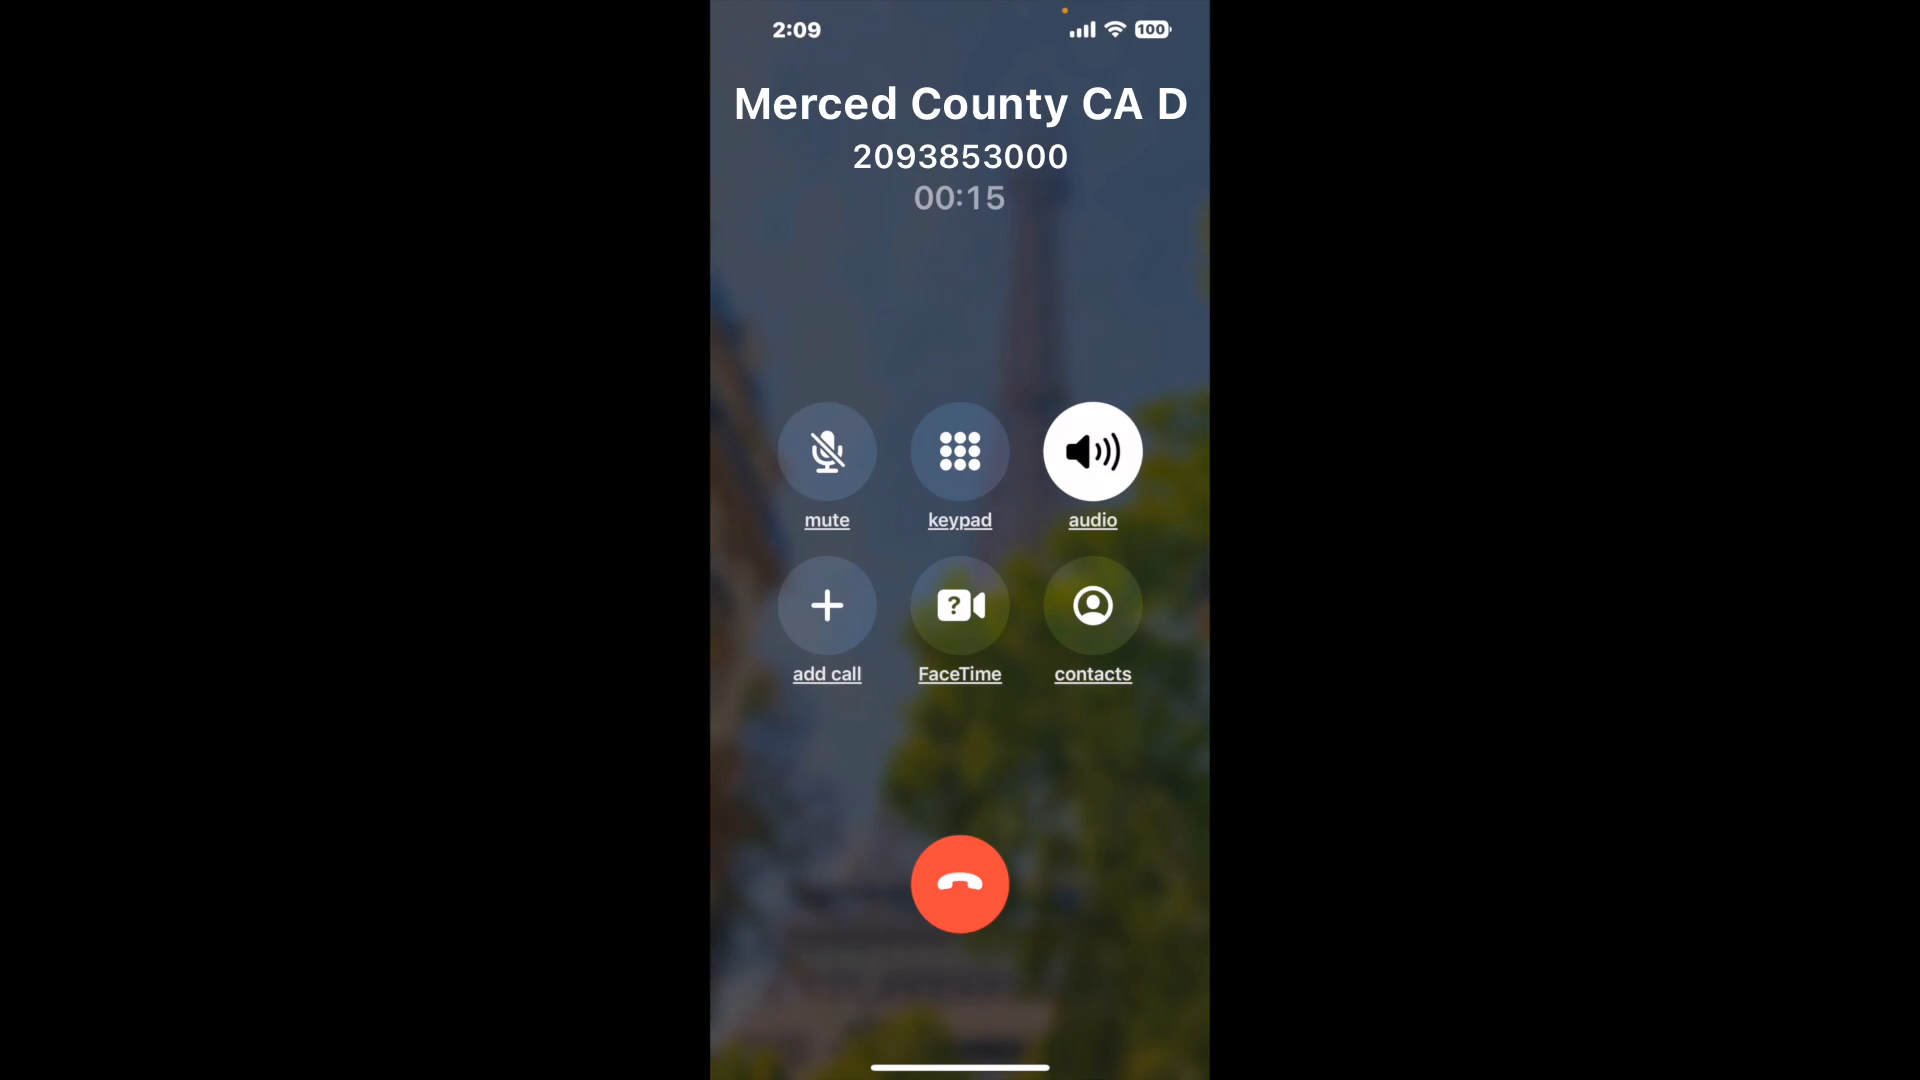 2:09
100
Merced County CA D
2093853000
00:15
mute
keypad
audio
?
add call
FaceTime
contacts